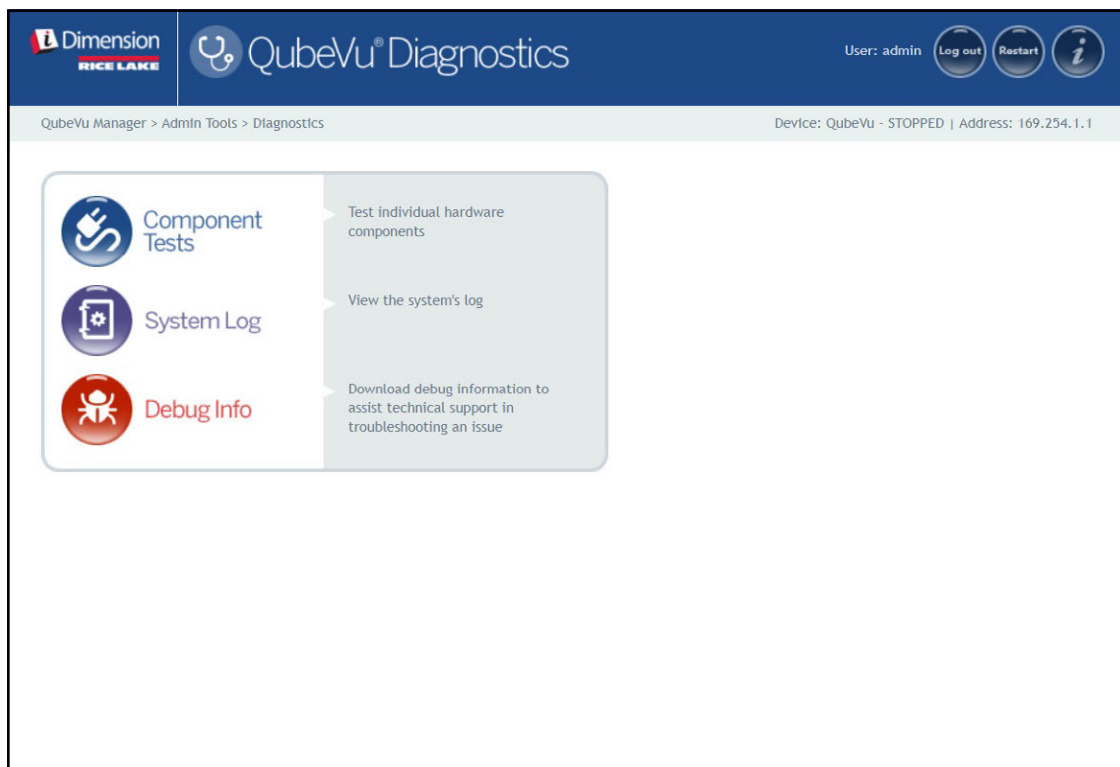 i Dimension
RICE LAKE
QubeVu® Diagnostics
User: admin
Log out
Restart
i
QubeVu Manager > Admin Tools > Diagnostics
Device: QubeVu - STOPPED | Address: 169.254.1.1
Component
Tests
Test individual hardware
components
System Log
View the system's log
Debug Info
Download debug information to
assist technical support in
troubleshooting an issue